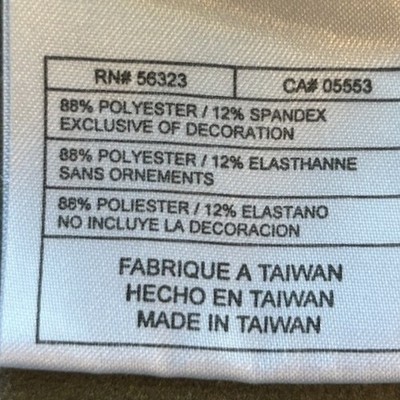 RN# 56323 CA# 05553
88% POLYESTER / 12% SPANDEX
EXCLUSIVE OF DECORATION
88% POLYESTER / 12% ELASTHANNE
SANS ORNEMENTS
88% POLIESTER / 12% ELASTANO
NO INCLUYE LA DECORACION
FABRIQUE A TAIWAN
HECHO EN TAIWAN
MADE IN TAIWAN